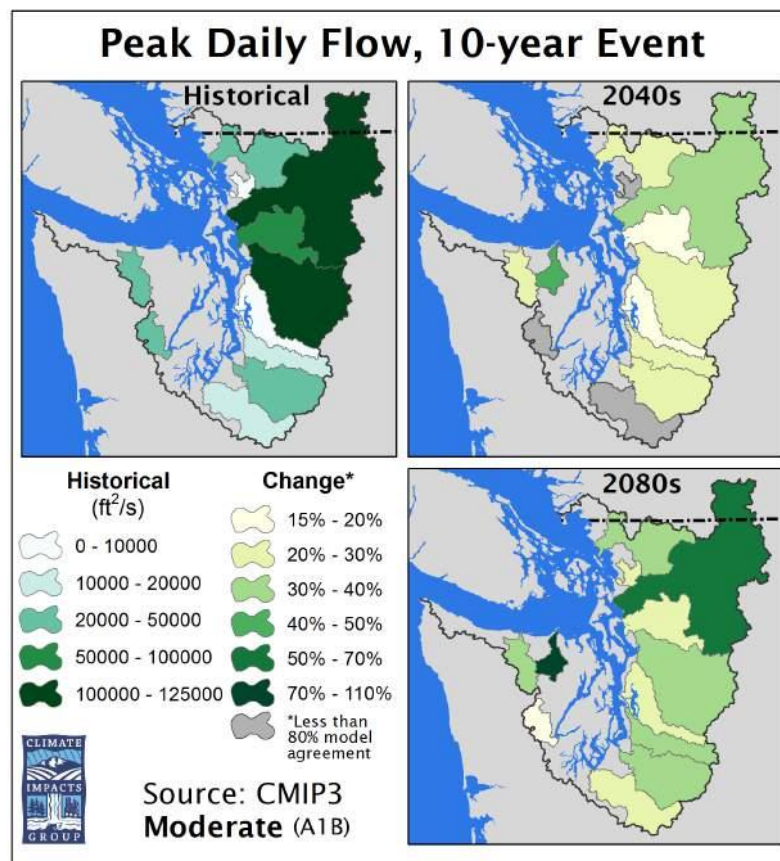 Peak Daily Flow, 10-year Event
Historical
2040s
Historical
(ft²/s)
0 - 10000
10000 - 20000
20000 - 50000
50000 - 100000
100000 - 125000
Change*
15% - 20%
20% - 30%
30% - 40%
40% - 50%
50% - 70%
70% - 110%
*Less than
80% model
agreement
2080s
CLIMATE
IMPACTS
GROUP
Source: CMIP3
Moderate (A1B)